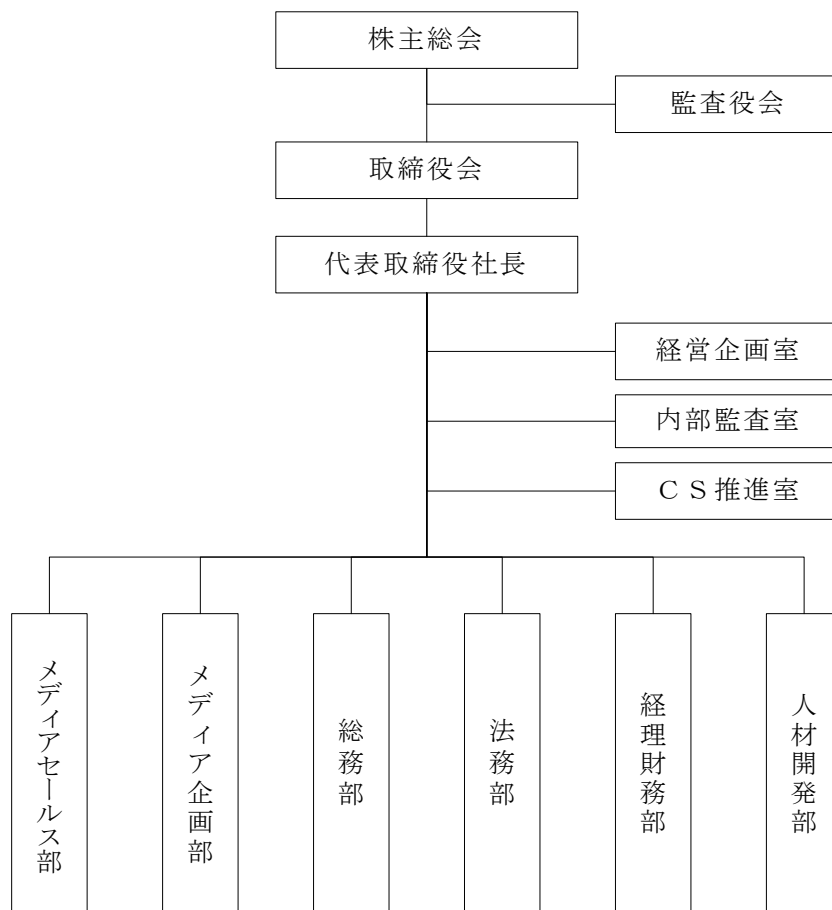 株主総会
監査役会
取締役会
代表取締役社長
経営企画室
内部監査室
ＣＳ推進室
メディアセールス部
メディア企画部
総務部
法務部
経理財務部
人材開発部